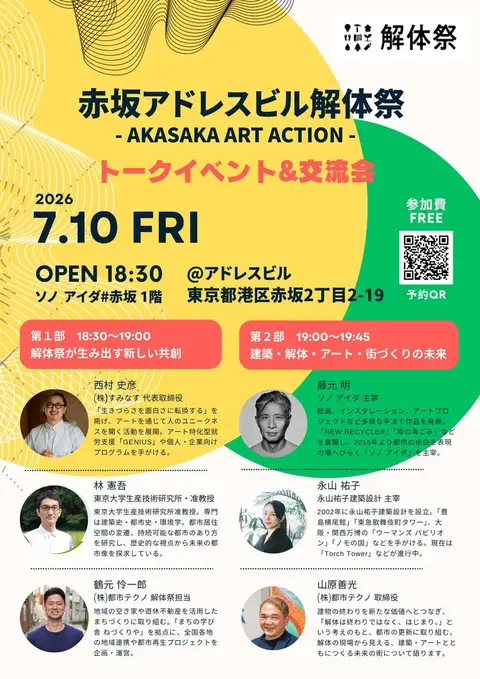 解体祭
赤坂アドレスビル解体祭
- AKASAKA ART ACTION -
トークイベント&交流会
2026
7.10 FRI
参加費
FREE
予約QR
OPEN 18:30
ソノ アイダ#赤坂 1階
@アドレスビル
東京都港区赤坂2丁目2-19
第1部 18:30〜19:00
解体祭が生み出す新しい共創
西村 史彦
(株)すみなす 代表取締役
「生きづらさを面白さに転換する」を
掲げ、アートを通じて人のユニークネ
スを開く活動を展開。アート特化型就
労支援「GENIUS」や個人・企業向け
プログラムを手がける。
林 憲吾
東京大学生産技術研究所・准教授
東京大学生産技術研究所准教授。専門
は建築史・都市史・環境学。都市居住
空間の変遷、持続可能な都市のあり方
を研究し、歴史的な視点から未来の都
市像を探求している。
鶴元 怜一郎
(株)都市テクノ 解体祭担当
地域の空き家や遊休不動産を活用した
まちづくりに取り組む。「まちの学び
舎 ねづくりや」を拠点に、全国各地
の地域連携や都市再生プロジェクトを
企画・運営。
第2部 19:00〜19:45
建築・解体・アート・街づくりの未来
藤元 明
ソノ アイダ 主宰
絵画、インスタレーション、アートプロ
ジェクトなど多様な手法で作品を発表。
「NEW RECYCLE®」「陸の海ごみ」など
を展開し、2015年より都市の余白を表現
の場へひらく「ソノ アイダ」を主宰。
永山 祐子
永山祐子建築設計 主宰
2002年に永山祐子建築設計を設立。「豊
島横尾館」「東急歌舞伎町タワー」、大
阪・関西万博の「ウーマンズ パビリオ
ン」「ノモの国」などを手がける。現在は
「Torch Tower」などが進行中。
山原善光
(株)都市テクノ 取締役
建物の終わりを新たな価値へとつなぎ、
「解体は終わりではなく、はじまり。」と
いう考えのもと、都市の更新に取り組む。
解体の現場から見える、建築・アートとと
もにつくる未来の街について語ります。